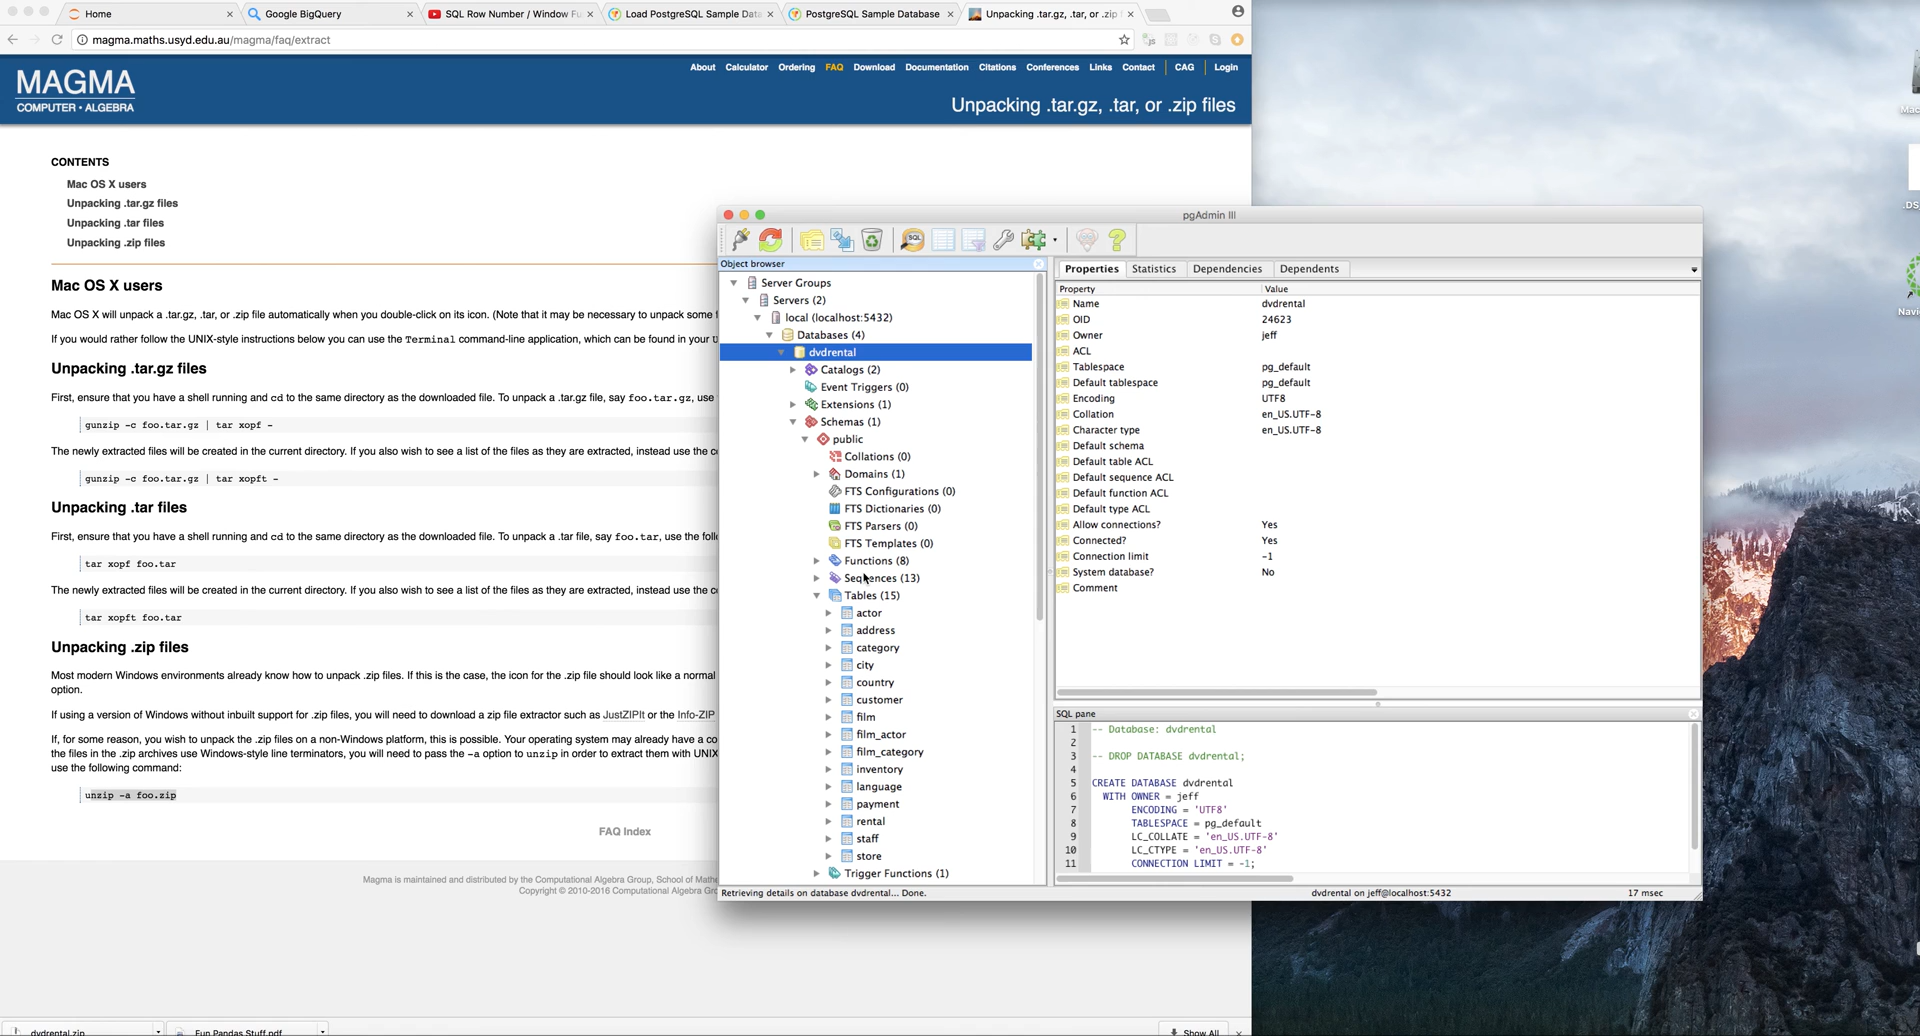 Home
Google BigQuery
SQL Row Number / Window Fu
Load PostgreSQL Sample Data
PostgreSQL Sample Database
Unpacking .tar.gz, .tar, or .zip f
magma.maths.usyd.edu.au/magma/faq/extract
MAGMA
COMPUTER • ALGEBRA
About Calculator Ordering FAQ Download Documentation Citations Conferences Links Contact CAG Login
Unpacking .tar.gz, .tar, or .zip files
CONTENTS
Mac OS X users
Unpacking .tar.gz files
Unpacking .tar files
Unpacking .zip files
Mac OS X users
Mac OS X will unpack a .tar.gz, .tar, or .zip file automatically when you double-click on its icon. (Note that it may be necessary to unpack some f
If you would rather follow the UNIX-style instructions below you can use the Terminal command-line application, which can be found in your U
Unpacking .tar.gz files
First, ensure that you have a shell running and cd to the same directory as the downloaded file. To unpack a .tar.gz file, say foo.tar.gz, use
gunzip -c foo.tar.gz | tar xopf -
The newly extracted files will be created in the current directory. If you also wish to see a list of the files as they are extracted, instead use the co
gunzip -c foo.tar.gz | tar xopft -
Unpacking .tar files
First, ensure that you have a shell running and cd to the same directory as the downloaded file. To unpack a .tar file, say foo.tar, use the follo
tar xopf foo.tar
The newly extracted files will be created in the current directory. If you also wish to see a list of the files as they are extracted, instead use the co
tar xopft foo.tar
Unpacking .zip files
Most modern Windows environments already know how to unpack .zip files. If this is the case, the icon for the .zip file should look like a normal
option.
If using a version of Windows without inbuilt support for .zip files, you will need to download a zip file extractor such as JustZIPIt or the Info-ZIP
If, for some reason, you wish to unpack the .zip files on a non-Windows platform, this is possible. Your operating system may already have a co
the files in the .zip archives use Windows-style line terminators, you will need to pass the -a option to unzip in order to extract them with UNIX
use the following command:
unzip -a foo.zip
FAQ Index
Magma is maintained and distributed by the Computational Algebra Group, School of Mathe
Copyright © 2010-2016 Computational Algebra Gro
dvdrental.zip
Fun Pandas Stuff.pdf
Show All
pgAdmin III
Object browser
Server Groups
Servers (2)
local (localhost:5432)
Databases (4)
dvdrental
Catalogs (2)
Event Triggers (0)
Extensions (1)
Schemas (1)
public
Collations (0)
Domains (1)
FTS Configurations (0)
FTS Dictionaries (0)
FTS Parsers (0)
FTS Templates (0)
Functions (8)
Sequences (13)
Tables (15)
actor
address
category
city
country
customer
film
film_actor
film_category
inventory
language
payment
rental
staff
store
Trigger Functions (1)
Properties Statistics Dependencies Dependents
Property Value
Name dvdrental
OID 24623
Owner jeff
ACL
Tablespace pg_default
Default tablespace pg_default
Encoding UTF8
Collation en_US.UTF-8
Character type en_US.UTF-8
Default schema
Default table ACL
Default sequence ACL
Default function ACL
Default type ACL
Allow connections? Yes
Connected? Yes
Connection limit -1
System database? No
Comment
SQL pane
1 -- Database: dvdrental
2
3 -- DROP DATABASE dvdrental;
4
5 CREATE DATABASE dvdrental
6 WITH OWNER = jeff
7 ENCODING = 'UTF8'
8 TABLESPACE = pg_default
9 LC_COLLATE = 'en_US.UTF-8'
10 LC_CTYPE = 'en_US.UTF-8'
11 CONNECTION LIMIT = -1;
Retrieving details on database dvdrental... Done.
dvdrental on jeff@localhost:5432
17 msec
Mac
.DS_
Navi